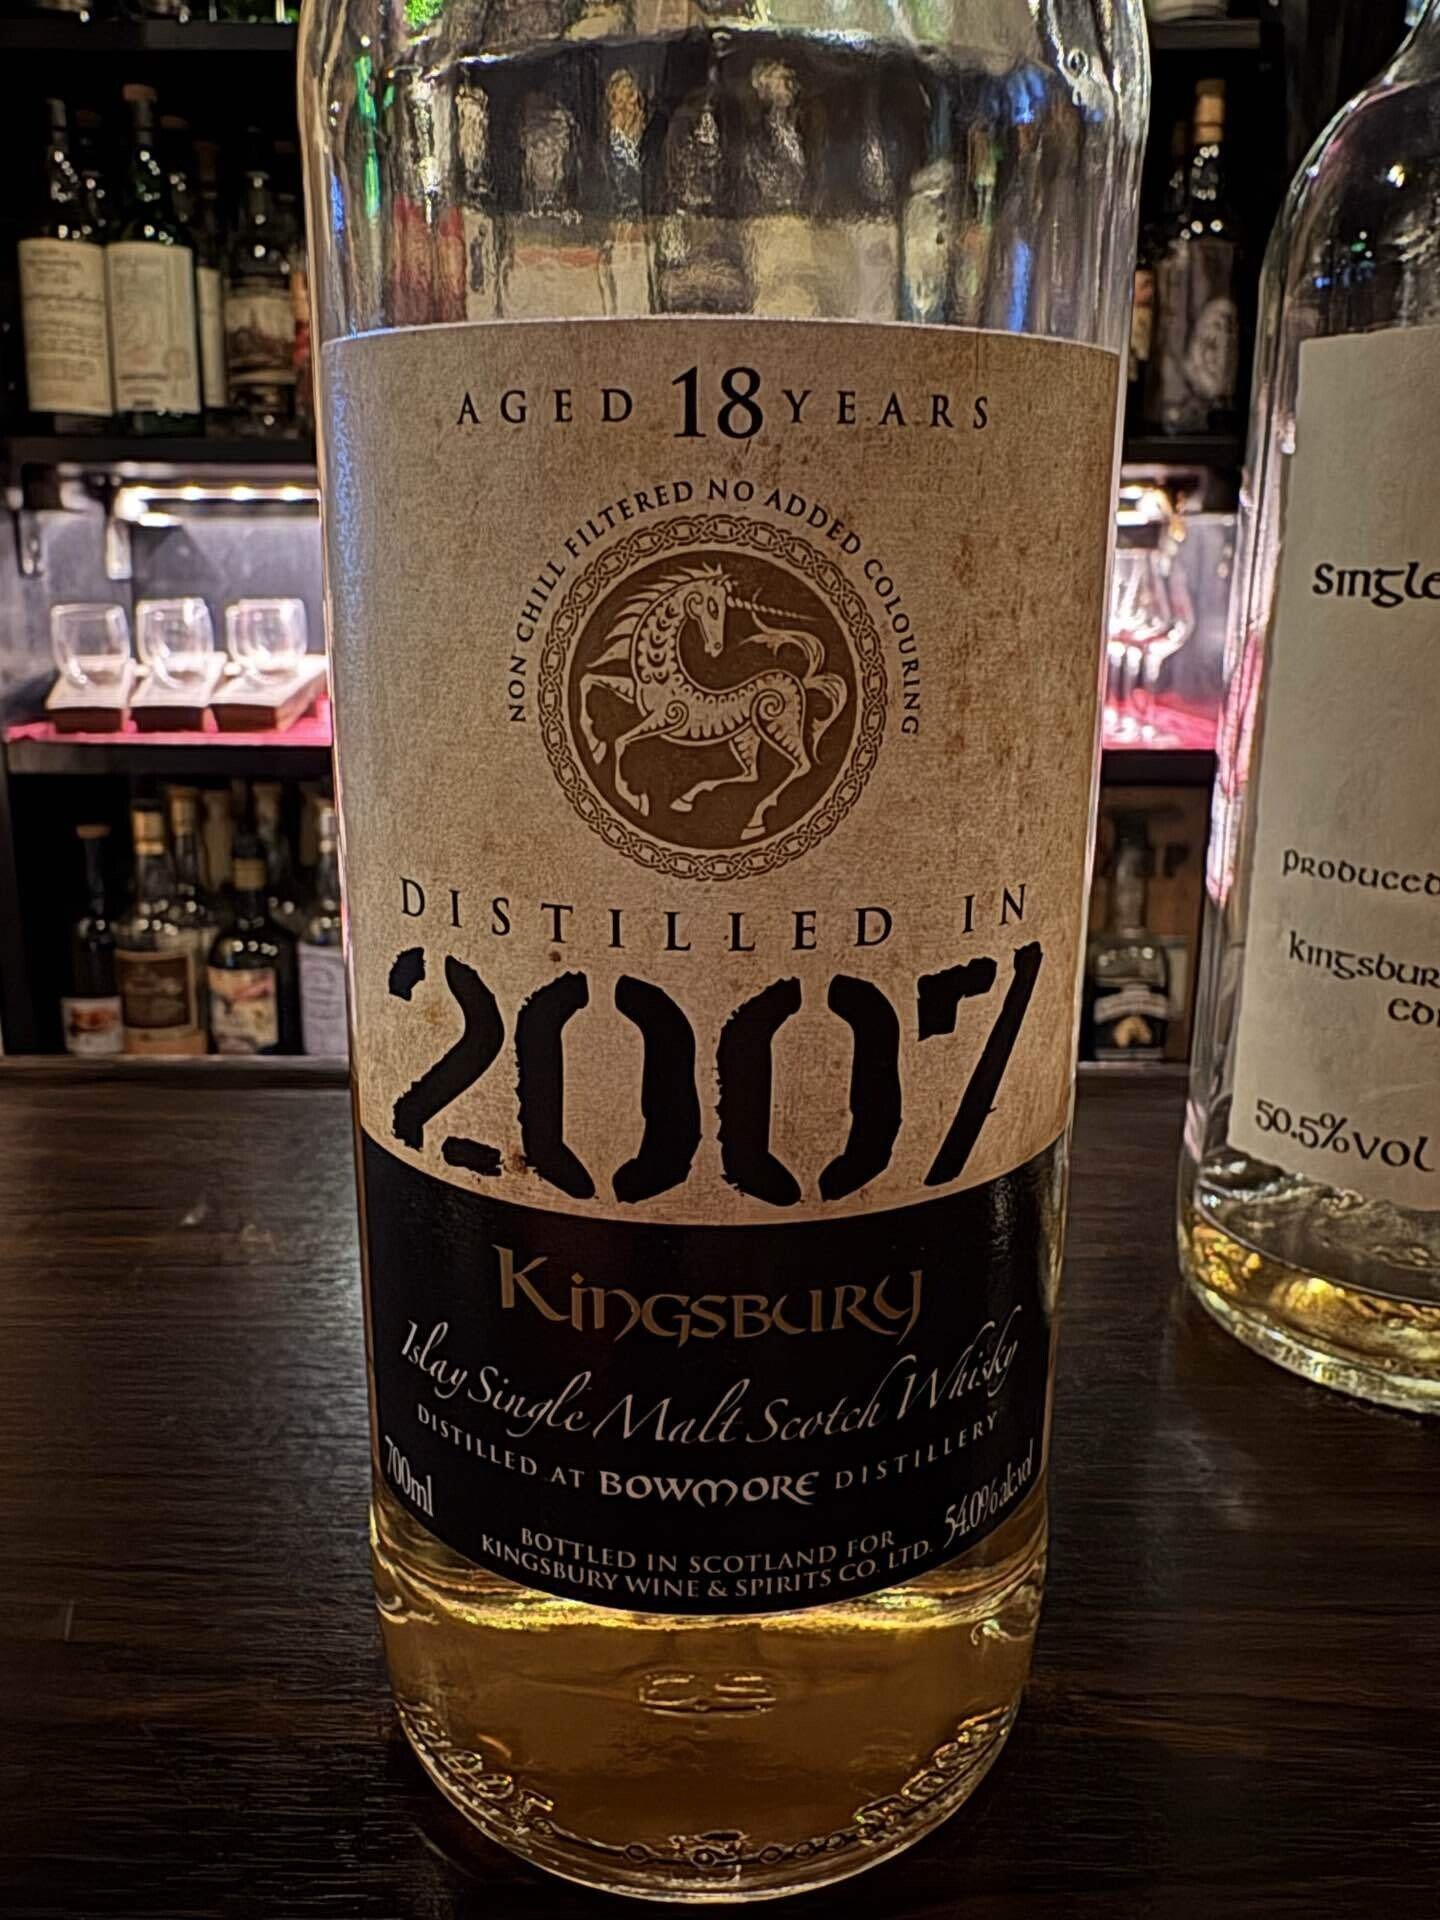 AGED 18 YEARS
NON CHILL FILTERED NO ADDED COLOURING
DISTILLED IN
2007
Kingsbury
Islay Single Malt Scotch Whisky
DISTILLED AT BOWMORE DISTILLERY
700ml
54.0% alc.vol
BOTTLED IN SCOTLAND FOR
KINGSBURY WINE & SPIRITS CO. LTD.
CS
single
produced
50.5%vol